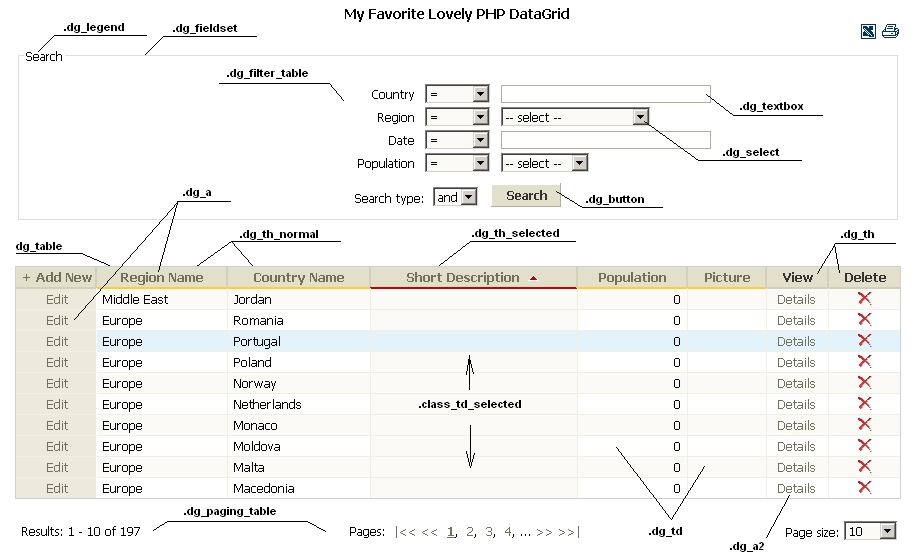 My Favorite Lovely PHP DataGrid
.dg_legend .dg_fieldset
Search
.dg_filter_table
Country =
.dg_textbox
Region = -- select --
Date =
.dg_select
Population = -- select --
.dg_a
Search type: and Search
.dg_button
dg_table .dg_th_normal .dg_th_selected .dg_th
+ Add New Region Name Country Name Short Description Population Picture View Delete
Edit Middle East Jordan 0 Details
Edit Europe Romania 0 Details
Edit Europe Portugal 0 Details
Edit Europe Poland 0 Details
Edit Europe Norway 0 Details
Edit Europe Netherlands .class_td_selected 0 Details
Edit Europe Monaco 0 Details
Edit Europe Moldova 0 Details
Edit Europe Malta 0 Details
Edit Europe Macedonia 0 Details
.dg_paging_table
Results: 1 - 10 of 197 Pages: |<< << 1, 2, 3, 4, ... >> >>| .dg_td Page size: 10
.dg_a2